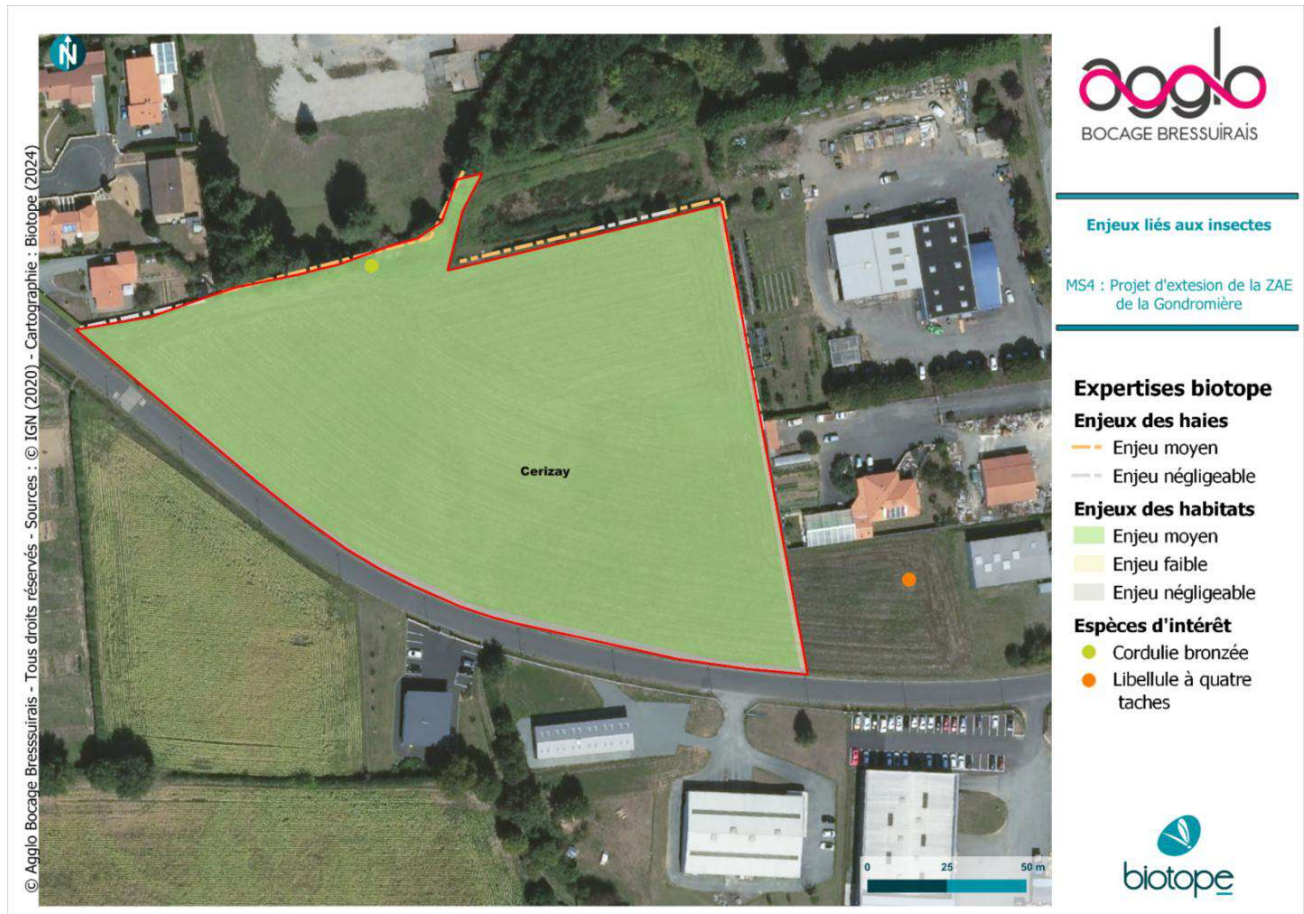 N
© Agglo Bocage Bresssuirais - Tous droits réservés - Sources : © IGN (2020) - Cartographie : Biotope (2024)
Cerizay
0 25 50 m
agglo
BOCAGE BRESSUIRAIS
Enjeux liés aux insectes
MS4 : Projet d'extesion de la ZAE
de la Gondromière
Expertises biotope
Enjeux des haies
Enjeu moyen
Enjeu négligeable
Enjeux des habitats
Enjeu moyen
Enjeu faible
Enjeu négligeable
Espèces d'intérêt
Cordulie bronzée
Libellule à quatre
taches
biotope